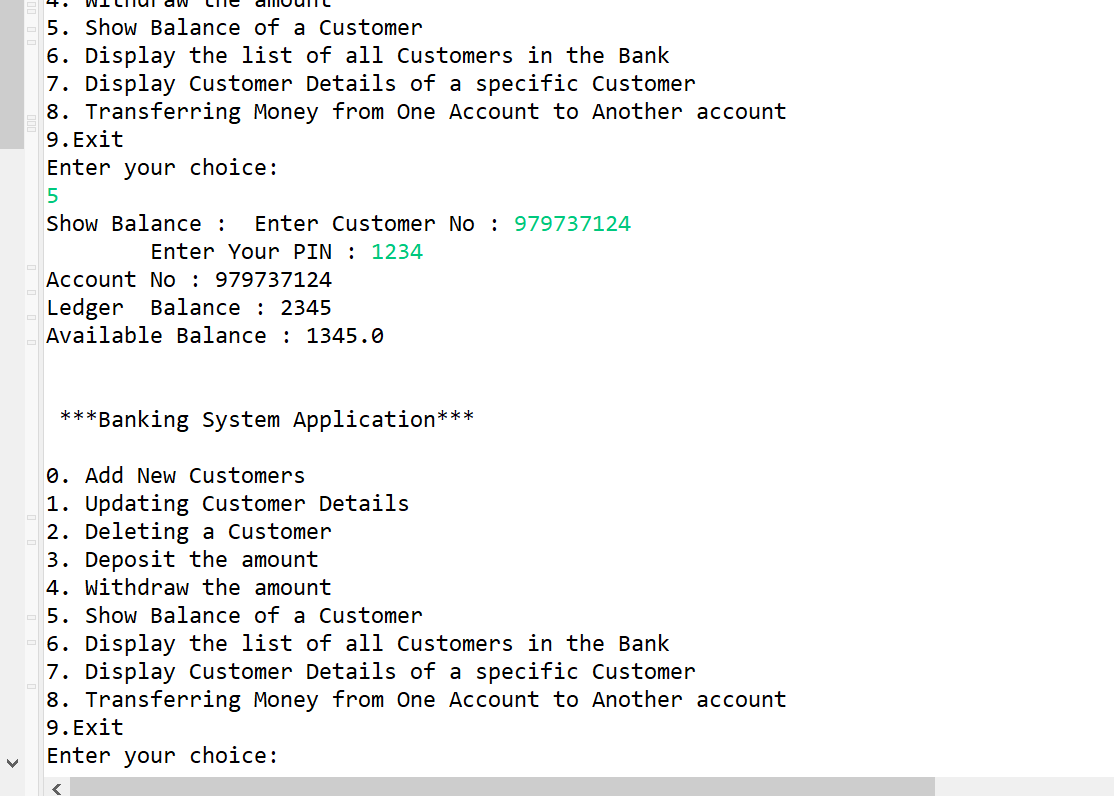 4. Withdraw the amount
5. Show Balance of a Customer
6. Display the list of all Customers in the Bank
7. Display Customer Details of a specific Customer
8. Transferring Money from One Account to Another account
9.Exit
Enter your choice:
5
Show Balance :  Enter Customer No : 979737124
        Enter Your PIN : 1234
Account No : 979737124
Ledger  Balance : 2345
Available Balance : 1345.0
***Banking System Application***
0. Add New Customers
1. Updating Customer Details
2. Deleting a Customer
3. Deposit the amount
4. Withdraw the amount
5. Show Balance of a Customer
6. Display the list of all Customers in the Bank
7. Display Customer Details of a specific Customer
8. Transferring Money from One Account to Another account
9.Exit
Enter your choice: